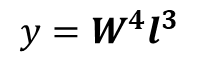 y = W⁴l³